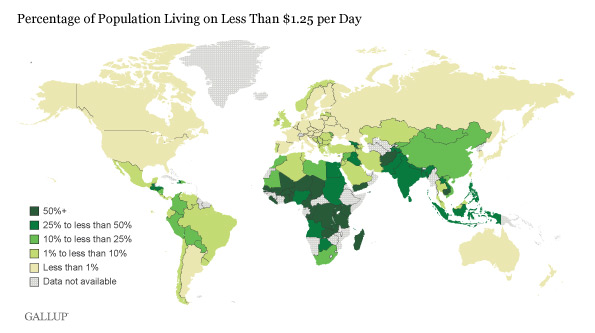 Percentage of Population Living on Less Than $1.25 per Day
50%+
25% to less than 50%
10% to less than 25%
1% to less than 10%
Less than 1%
Data not available
GALLUP